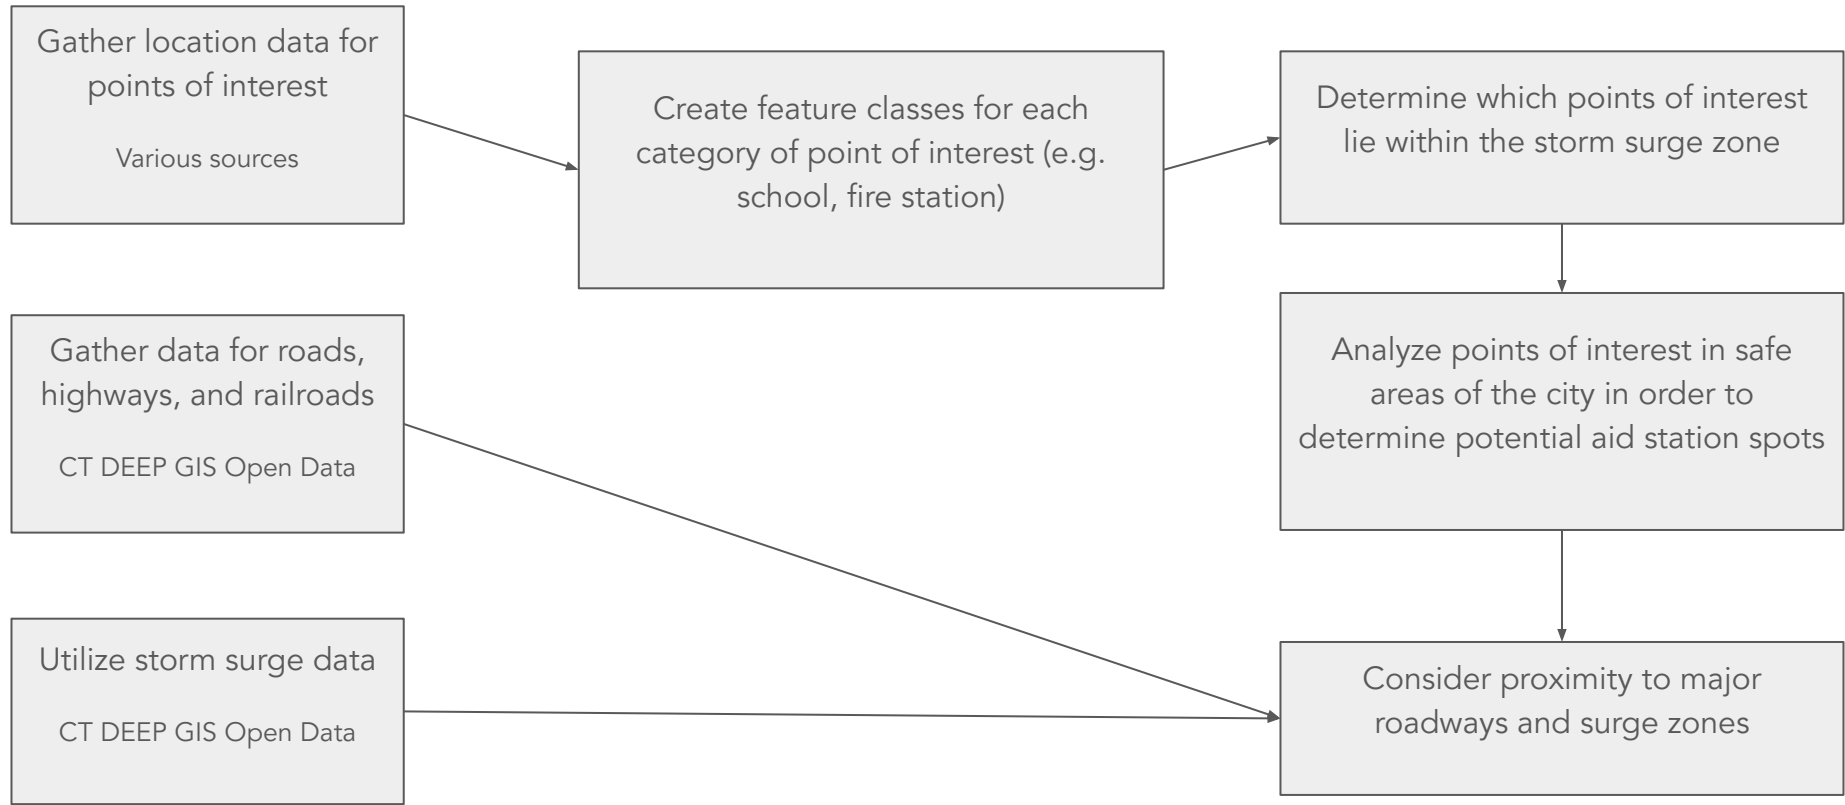 Gather location data for
points of interest
Various sources
Create feature classes for each
category of point of interest (e.g.
school, fire station)
Determine which points of interest
lie within the storm surge zone
Gather data for roads,
highways, and railroads
CT DEEP GIS Open Data
Analyze points of interest in safe
areas of the city in order to
determine potential aid station spots
Utilize storm surge data
CT DEEP GIS Open Data
Consider proximity to major
roadways and surge zones